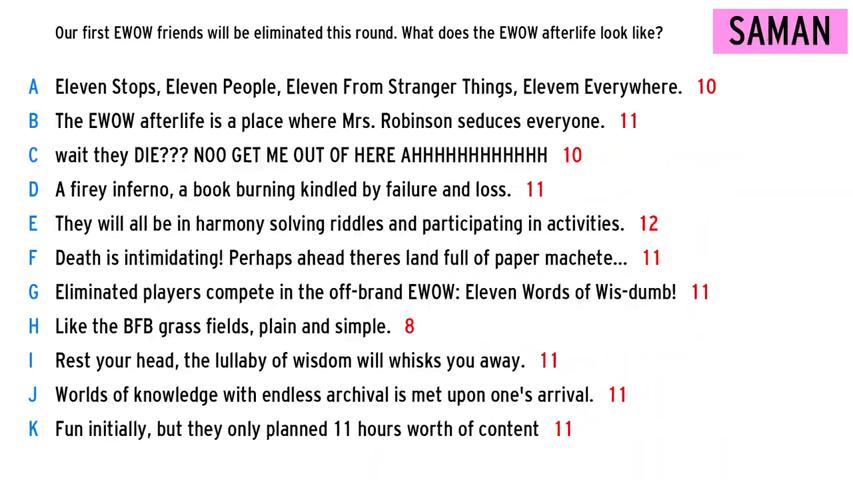 Our first EWOW friends will be eliminated this round. What does the EWOW afterlife look like?
SAMAN
A Eleven Stops, Eleven People, Eleven From Stranger Things, Elevem Everywhere. 10
B The EWOW afterlife is a place where Mrs. Robinson seduces everyone. 11
C wait they DIE??? NOO GET ME OUT OF HERE AHHHHHHHHHHHH 10
D A firey inferno, a book burning kindled by failure and loss. 11
E They will all be in harmony solving riddles and participating in activities. 12
F Death is intimidating! Perhaps ahead theres land full of paper machete... 11
G Eliminated players compete in the off-brand EWOW: Eleven Words of Wis-dumb! 11
H Like the BFB grass fields, plain and simple. 8
I Rest your head, the lullaby of wisdom will whisks you away. 11
J Worlds of knowledge with endless archival is met upon one's arrival. 11
K Fun initially, but they only planned 11 hours worth of content 11